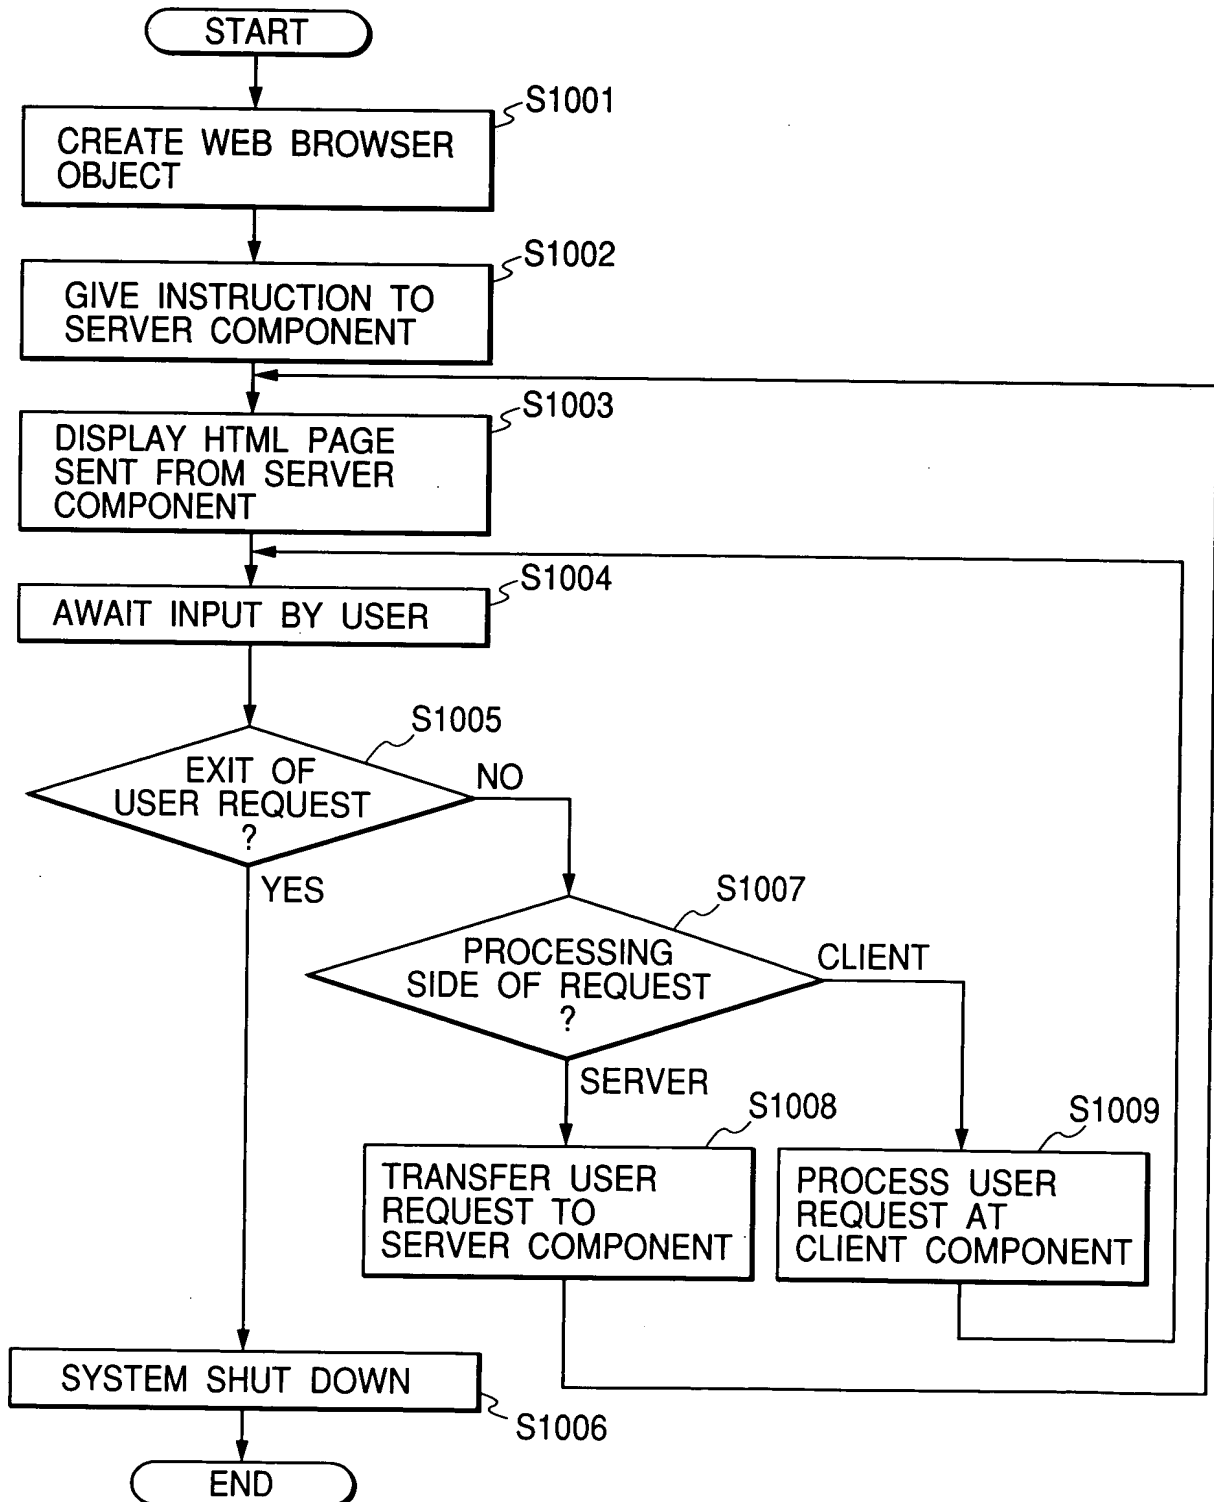 START
S1001
CREATE WEB BROWSER
OBJECT
S1002
GIVE INSTRUCTION TO
SERVER COMPONENT
S1003
DISPLAY HTML PAGE
SENT FROM SERVER
COMPONENT
S1004
AWAIT INPUT BY USER
S1005
EXIT OF
USER REQUEST
?
NO
YES
S1007
PROCESSING
SIDE OF REQUEST
?
CLIENT
SERVER
S1008
TRANSFER USER
REQUEST TO
SERVER COMPONENT
S1009
PROCESS USER
REQUEST AT
CLIENT COMPONENT
SYSTEM SHUT DOWN
S1006
END